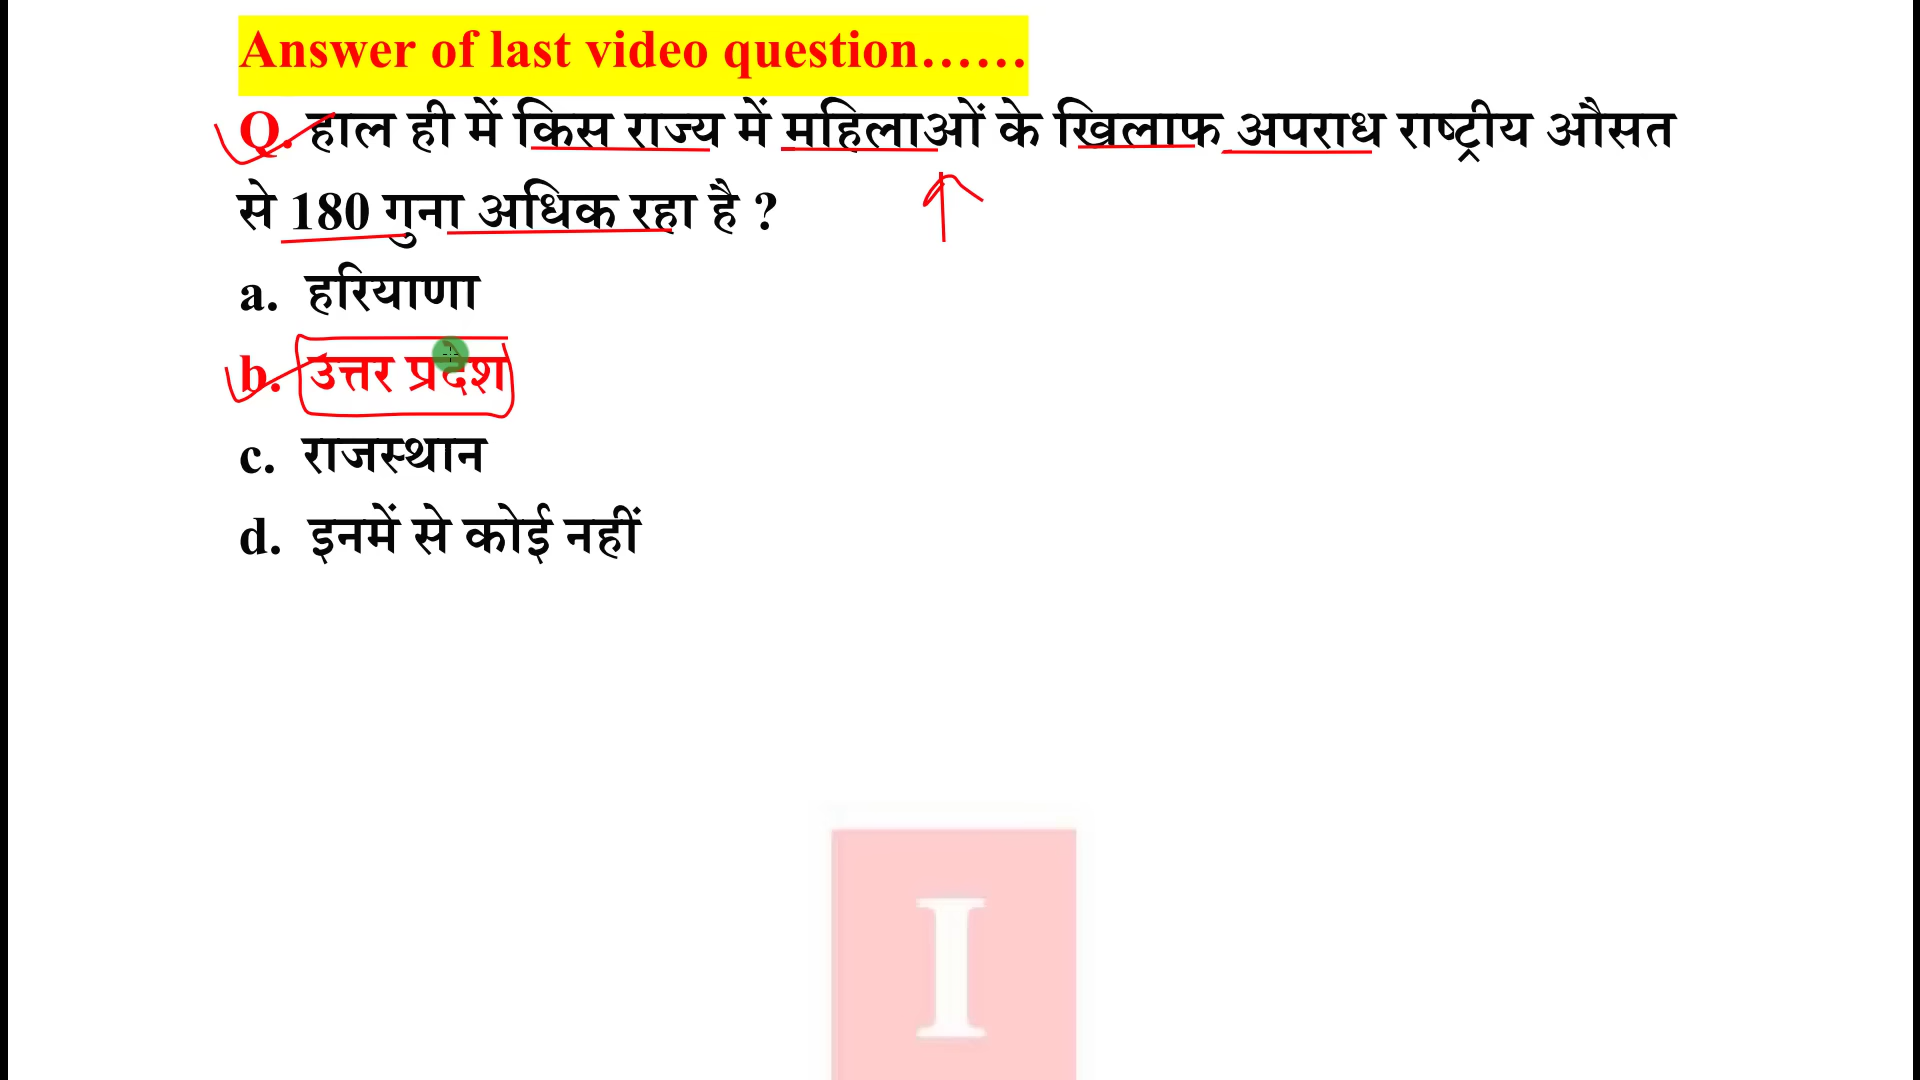 Answer of last video question......
Q. हाल ही में किस राज्य में महिलाओं के खिलाफ अपराध राष्ट्रीय औसत
से 180 गुना अधिक रहा है ?
a. हरियाणा
b. उत्तर प्रदेश
c. राजस्थान
d. इनमें से कोई नहीं
I